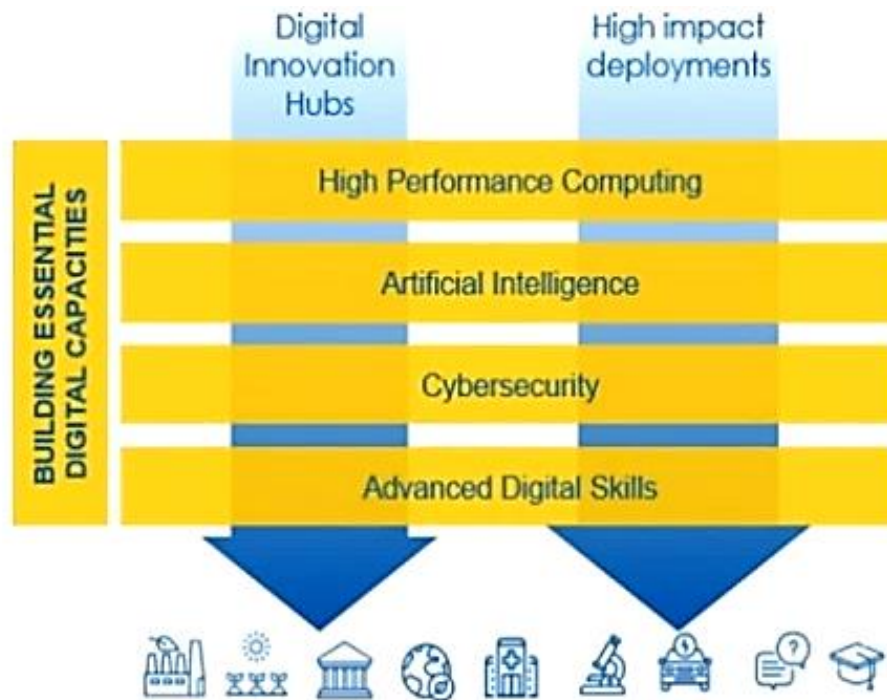 Digital
Innovation
Hubs
High impact
deployments
BUILDING ESSENTIAL
DIGITAL CAPACITIES
High Performance Computing
Artificial Intelligence
Cybersecurity
Advanced Digital Skills
?